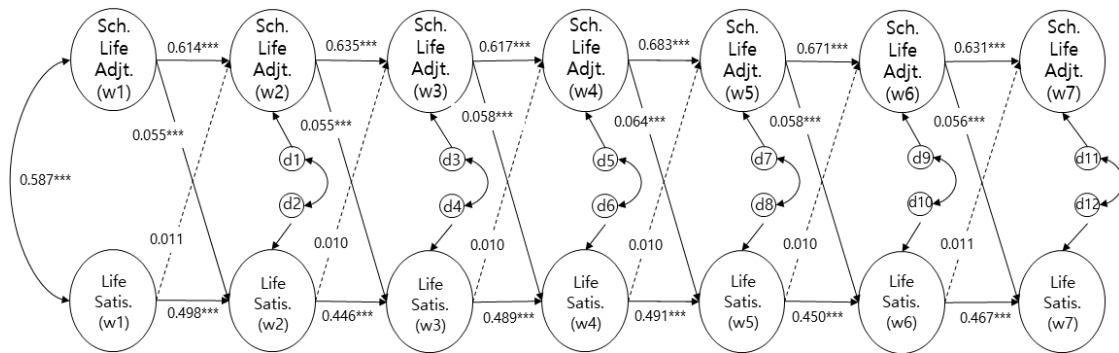 Sch.
Life
Adjt.
(w1)
0.614***
Sch.
Life
Adjt.
(w2)
0.635***
Sch.
Life
Adjt.
(w3)
0.617***
Sch.
Life
Adjt.
(w4)
0.683***
Sch.
Life
Adjt.
(w5)
0.671***
Sch.
Life
Adjt.
(w6)
0.631***
Sch.
Life
Adjt.
(w7)
0.055***
0.055***
0.058***
0.064***
0.058***
0.056***
d1
d3
d5
d7
d9
d11
0.587***
d2
d4
d6
d8
d10
d12
0.011
0.010
0.010
0.010
0.010
0.011
Life
Satis.
(w1)
0.498***
Life
Satis.
(w2)
0.446***
Life
Satis.
(w3)
0.489***
Life
Satis.
(w4)
0.491***
Life
Satis.
(w5)
0.450***
Life
Satis.
(w6)
0.467***
Life
Satis.
(w7)